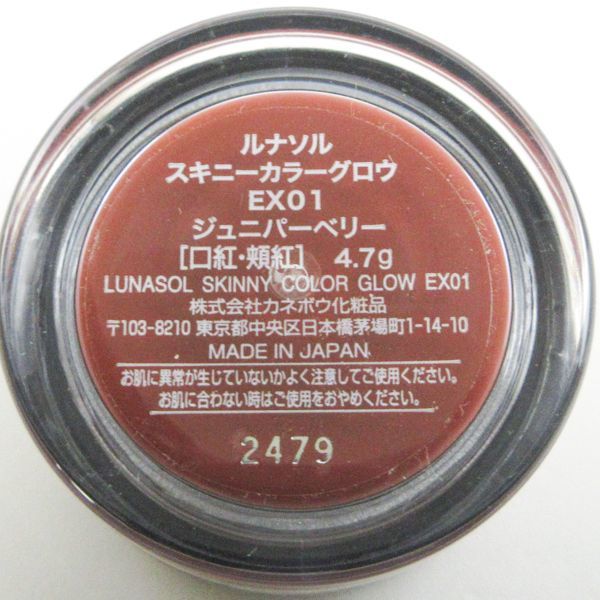 ルナソル
スキニーカラーグロウ
EX01
ジュニパーベリー
[口紅・頬紅] 4.7g
LUNASOL SKINNY COLOR GLOW EX01
株式会社カネボウ化粧品
〒103-8210 東京都中央区日本橋茅場町1-14-10
MADE IN JAPAN
お肌に異常が生じていないかよく注意してご使用ください。
お肌に合わない時はご使用をおやめください。
2479